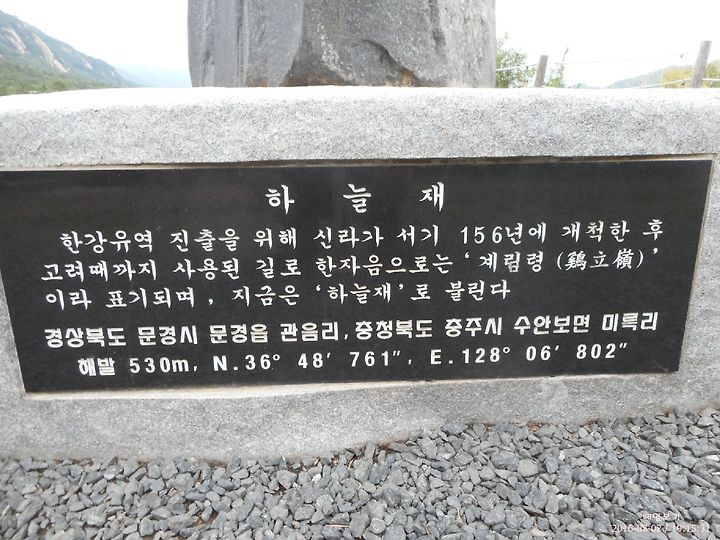 하늘재
한강유역 진출을 위해 신라가 서기 156년에 개척한 후
고려때까지 사용된 길로 한자음으로는 '계림령(鷄立嶺)'
이라 표기되며, 지금은 '하늘재'로 불린다
경상북도 문경시 문경읍 관음리, 충청북도 충주시 수안보면 미륵리
해발 530m, N.36° 48′ 761″, E.128° 06′ 802″